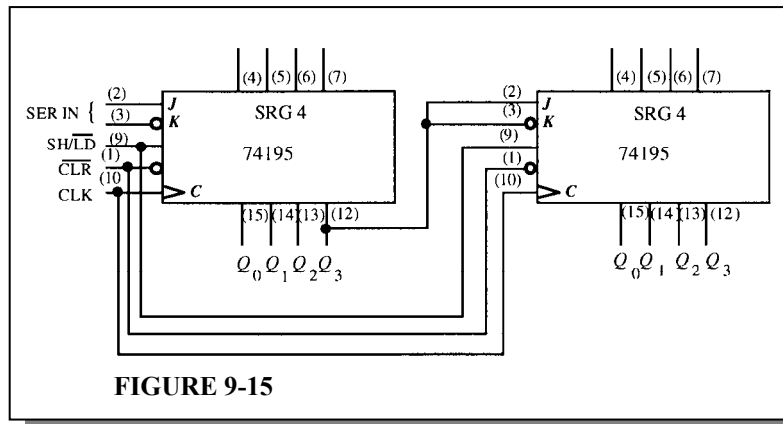 (4) (5) (6) (7)
(4) (5) (6) (7)
(2) J SRG 4
(2) J SRG 4
SER IN { (3) K
(3) K
SH/L̅D̅ (9) 74195
(9) 74195
C̅L̅R̅ (1)
(1)
CLK (10 C
(10) C
(15) (14) (13) (12)
(15) (14) (13) (12)
Q0 Q1 Q2 Q3
Q0 Q1 Q2 Q3
FIGURE 9-15